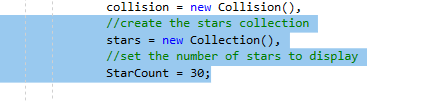 collision = new Collision(),
//create the stars collection
stars = new Collection(),
//set the number of stars to display
StarCount = 30;